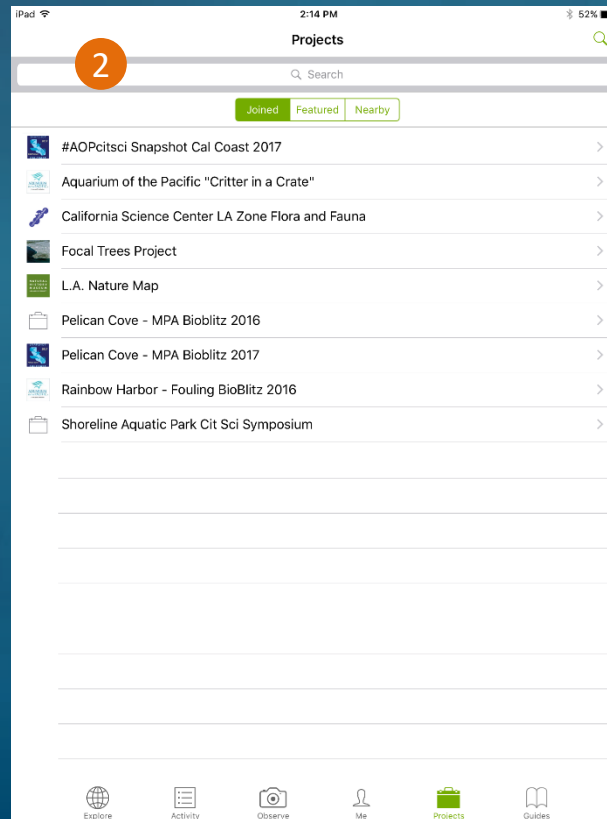 iPad 2:14 PM 52%
Projects
2
Search
Joined Featured Nearby
#AOPcitsci Snapshot Cal Coast 2017
Aquarium of the Pacific "Critter in a Crate"
California Science Center LA Zone Flora and Fauna
Focal Trees Project
L.A. Nature Map
Pelican Cove - MPA Bioblitz 2016
Pelican Cove - MPA Bioblitz 2017
Rainbow Harbor - Fouling BioBlitz 2016
Shoreline Aquatic Park Cit Sci Symposium
Explore Activity Observe Me Projects Guides